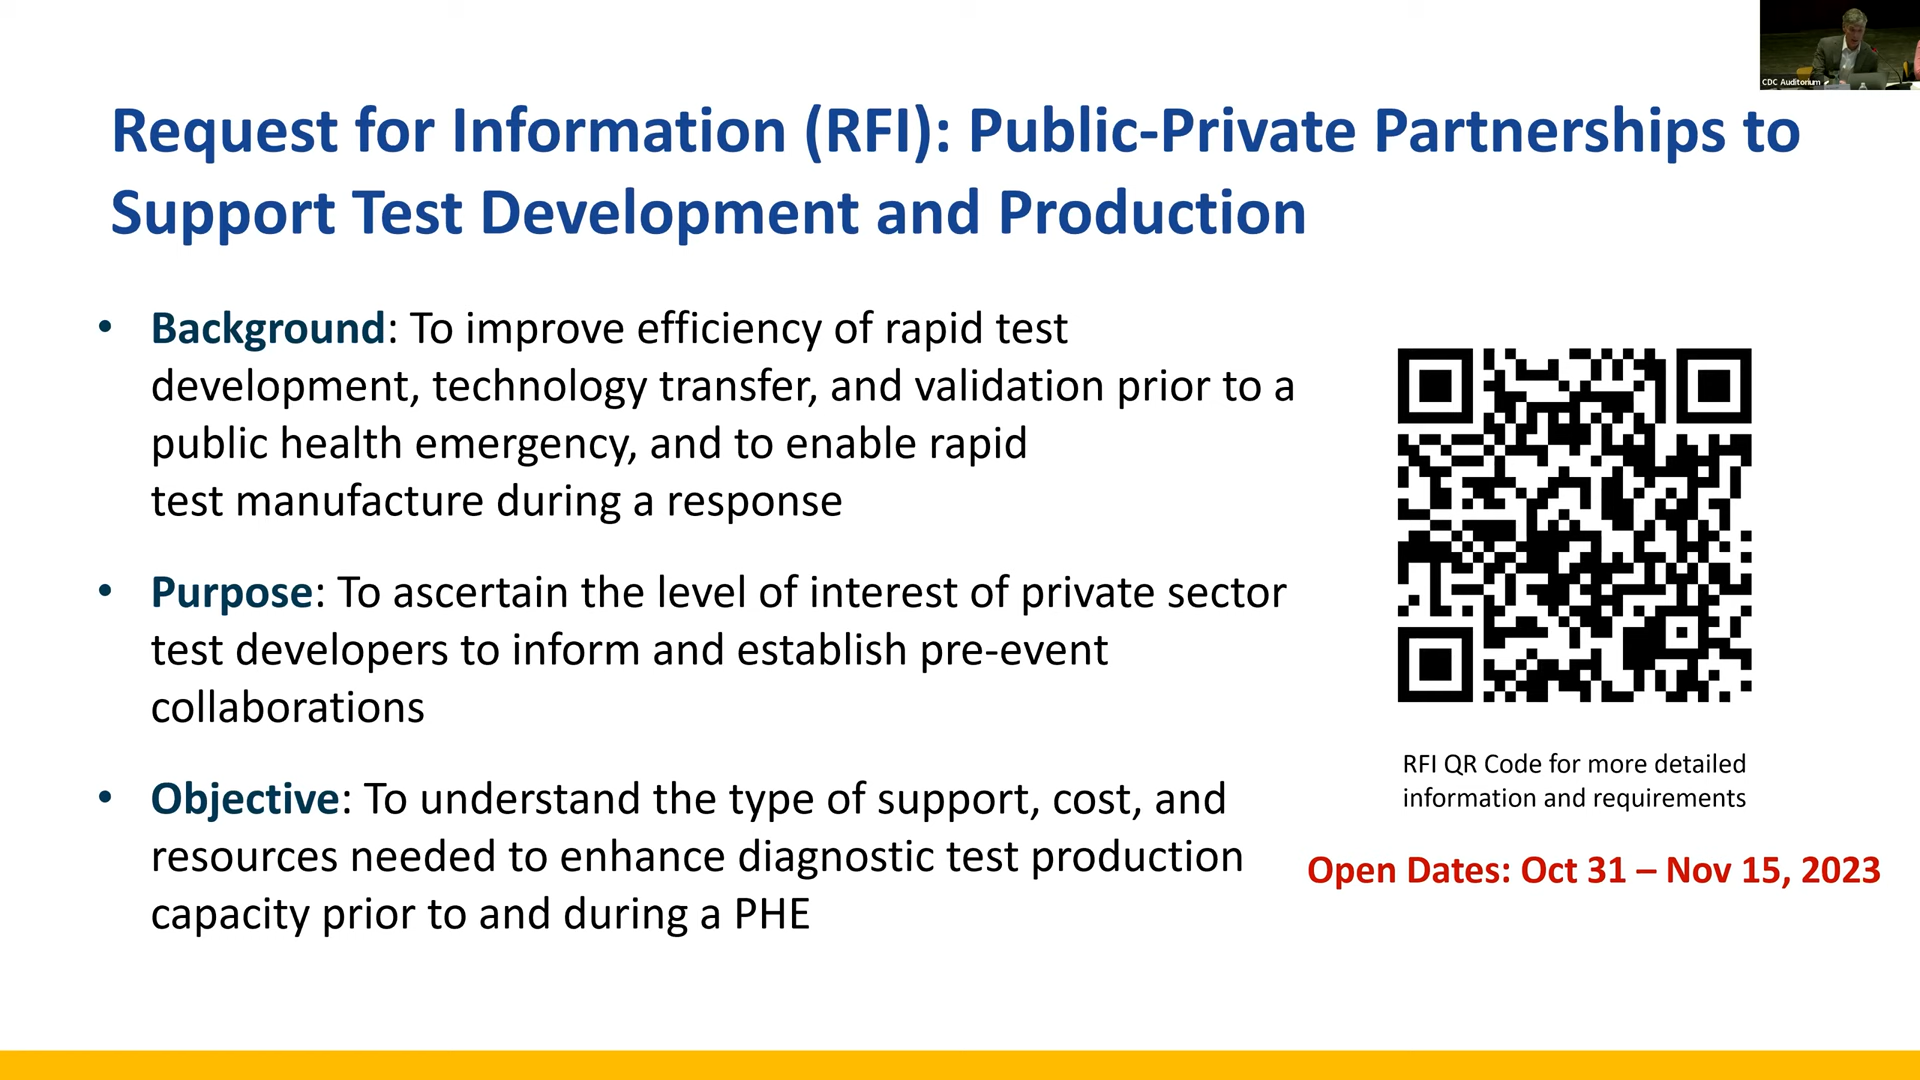 CDC Auditorium
Request for Information (RFI): Public-Private Partnerships to
Support Test Development and Production
• Background: To improve efficiency of rapid test
development, technology transfer, and validation prior to a
public health emergency, and to enable rapid
test manufacture during a response
• Purpose: To ascertain the level of interest of private sector
test developers to inform and establish pre-event
collaborations
• Objective: To understand the type of support, cost, and
resources needed to enhance diagnostic test production
capacity prior to and during a PHE
RFI QR Code for more detailed
information and requirements
Open Dates: Oct 31 – Nov 15, 2023